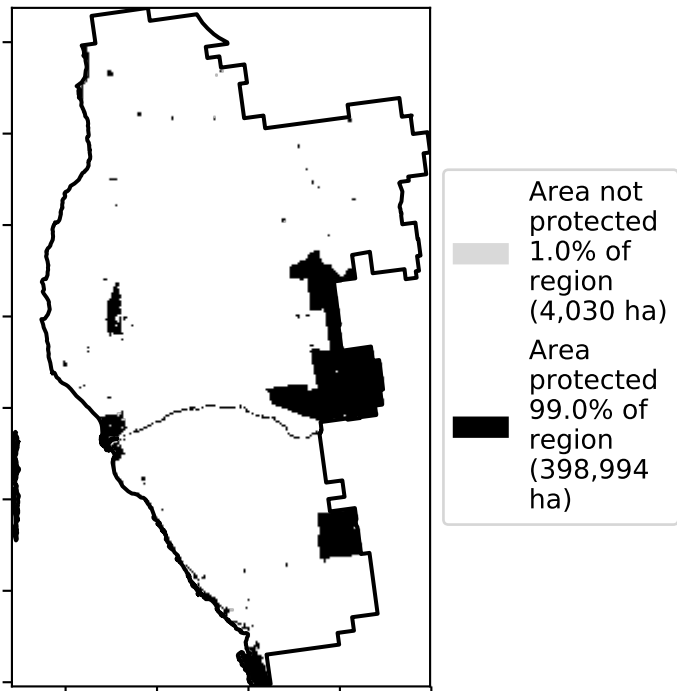 Area not
protected
1.0% of
region
(4,030 ha)
Area
protected
99.0% of
region
(398,994
ha)